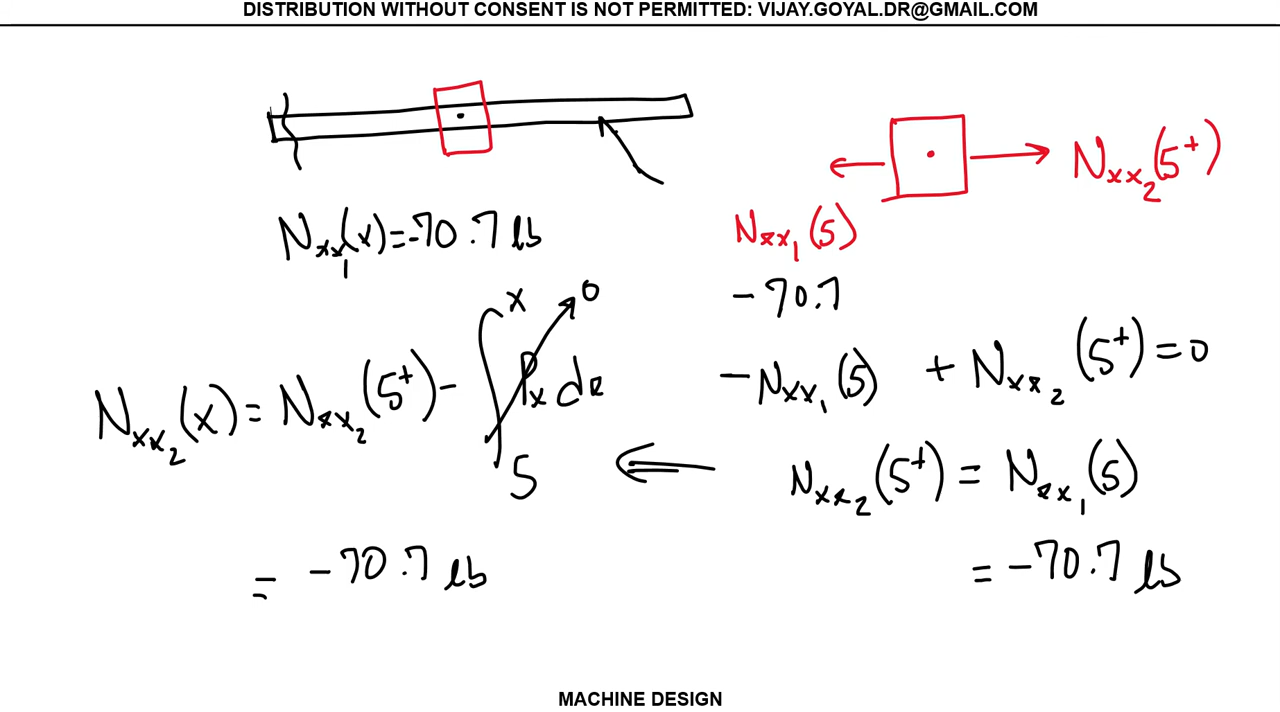 DISTRIBUTION WITHOUT CONSENT IS NOT PERMITTED: VIJAY.GOYAL.DR@GMAIL.COM
Nxx₂(5⁺)
Nxx₁(x)=-70.7 lb
Nxx₁(5)
-70.7
-Nxx₁(5) + Nxx₂(5⁺)=0
Nxx₂(x)=Nxx₂(5⁺)-∫₅ˣ Pₓ dx 0
Nxx₂(5⁺)=Nxx₁(5)
= -70.7 lb
= -70.7 lb
MACHINE DESIGN